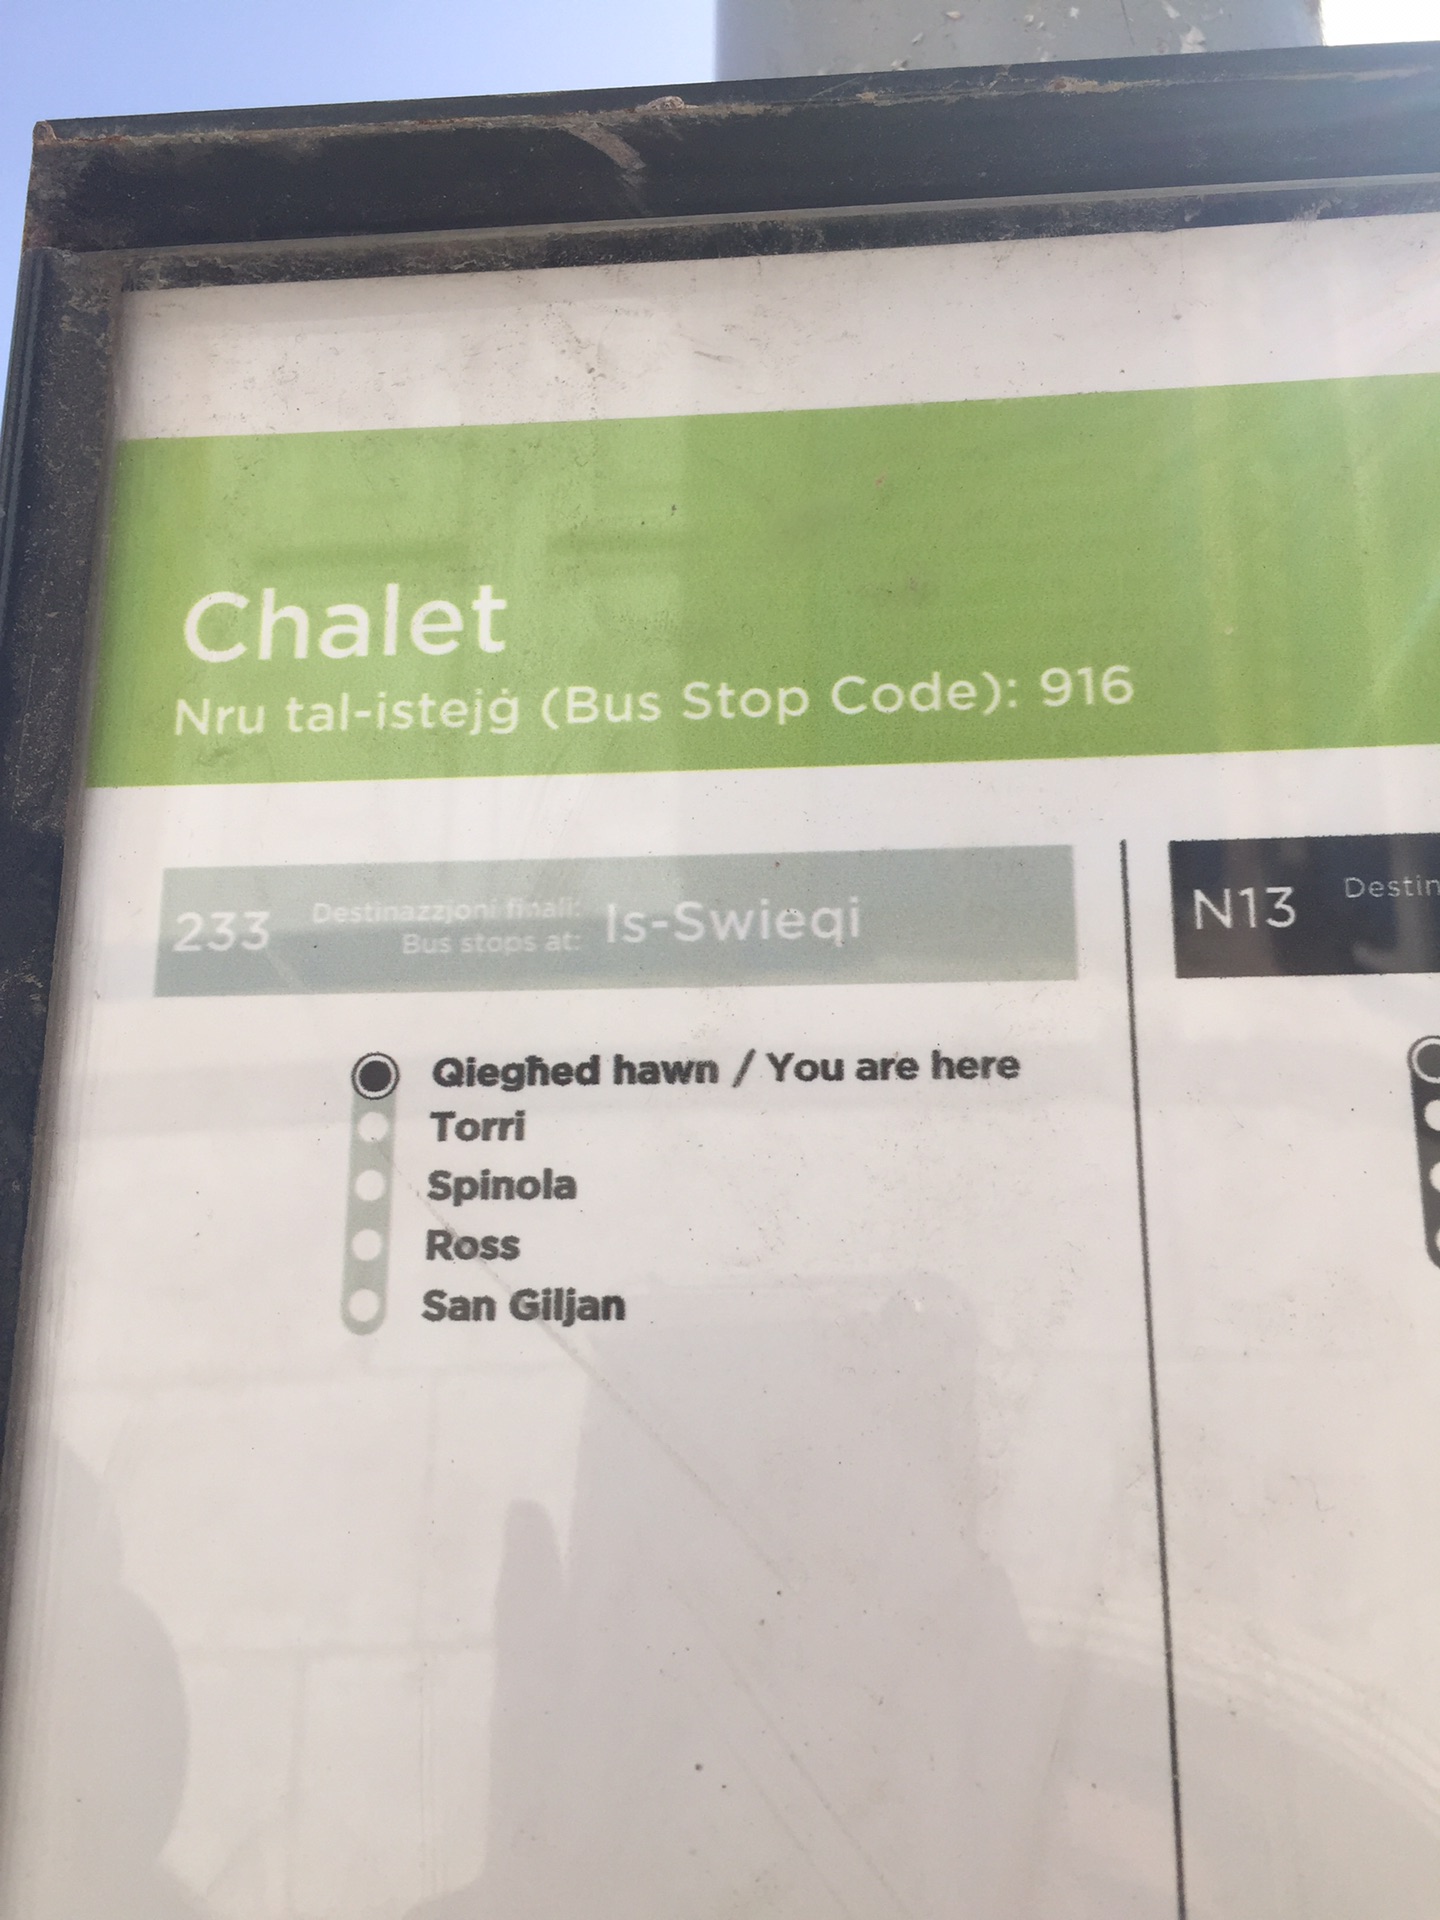 Chalet
Nru tal-istejġ (Bus Stop Code): 916
233 Destinazzjoni finali: Is-Swieqi
Bus stops at:
Qiegħed hawn / You are here
Torri
Spinola
Ross
San Giljan
N13